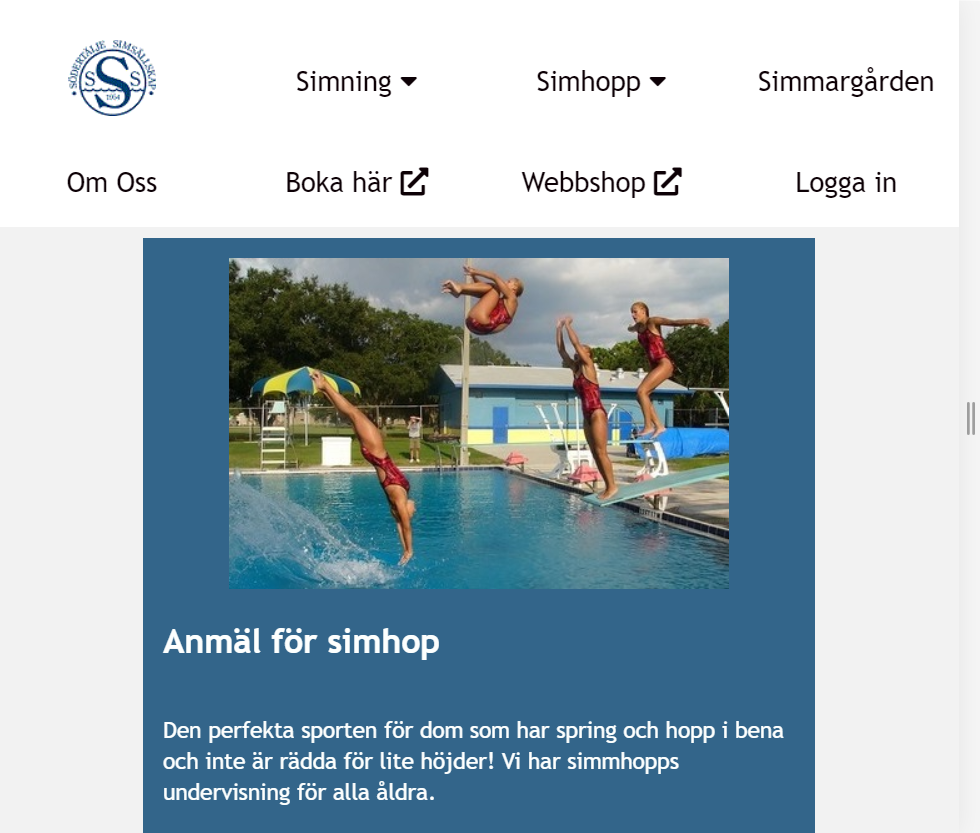 SÖDERTÄLJE SIMSÄLLSKAP
S S S
1954
Simning
Simhopp
Simmargården
Om Oss
Boka här
Webbshop
Logga in
Anmäl för simhop
Den perfekta sporten för dom som har spring och hopp i bena
och inte är rädda för lite höjder! Vi har simmhopps
undervisning för alla åldra.